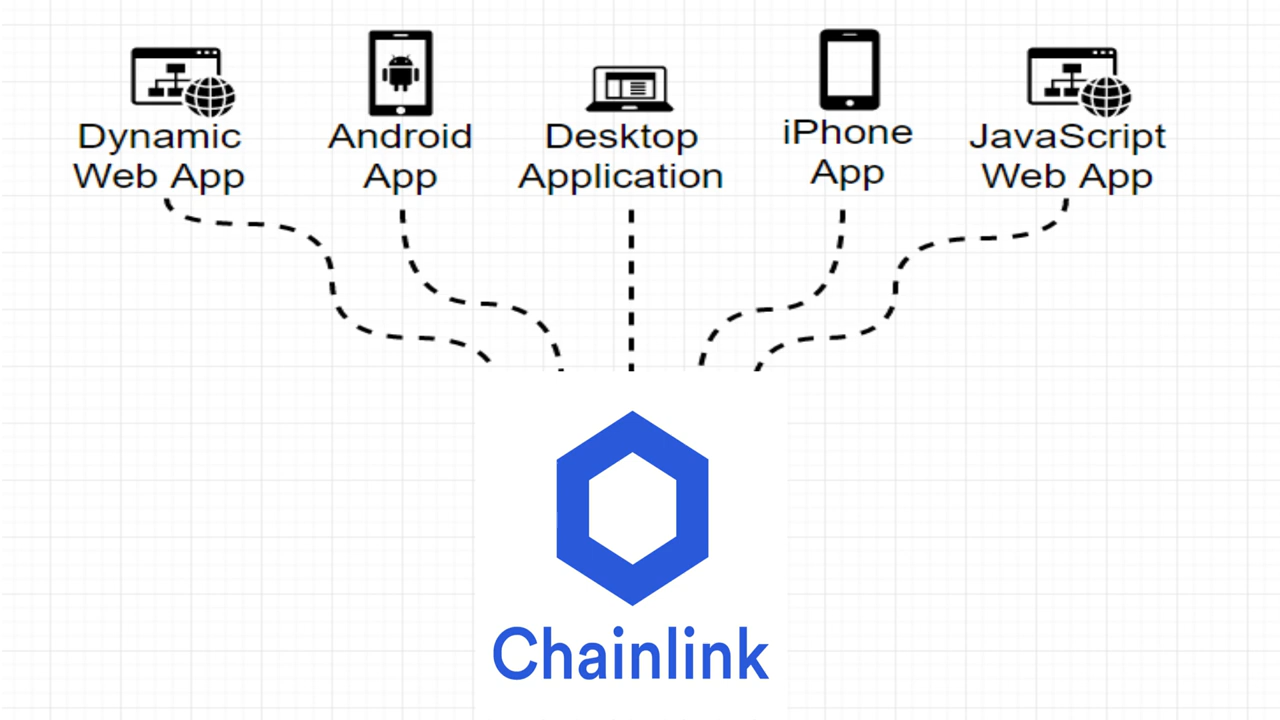 Dynamic
Web App
Android
App
Desktop
Application
iPhone
App
JavaScript
Web App
Chainlink